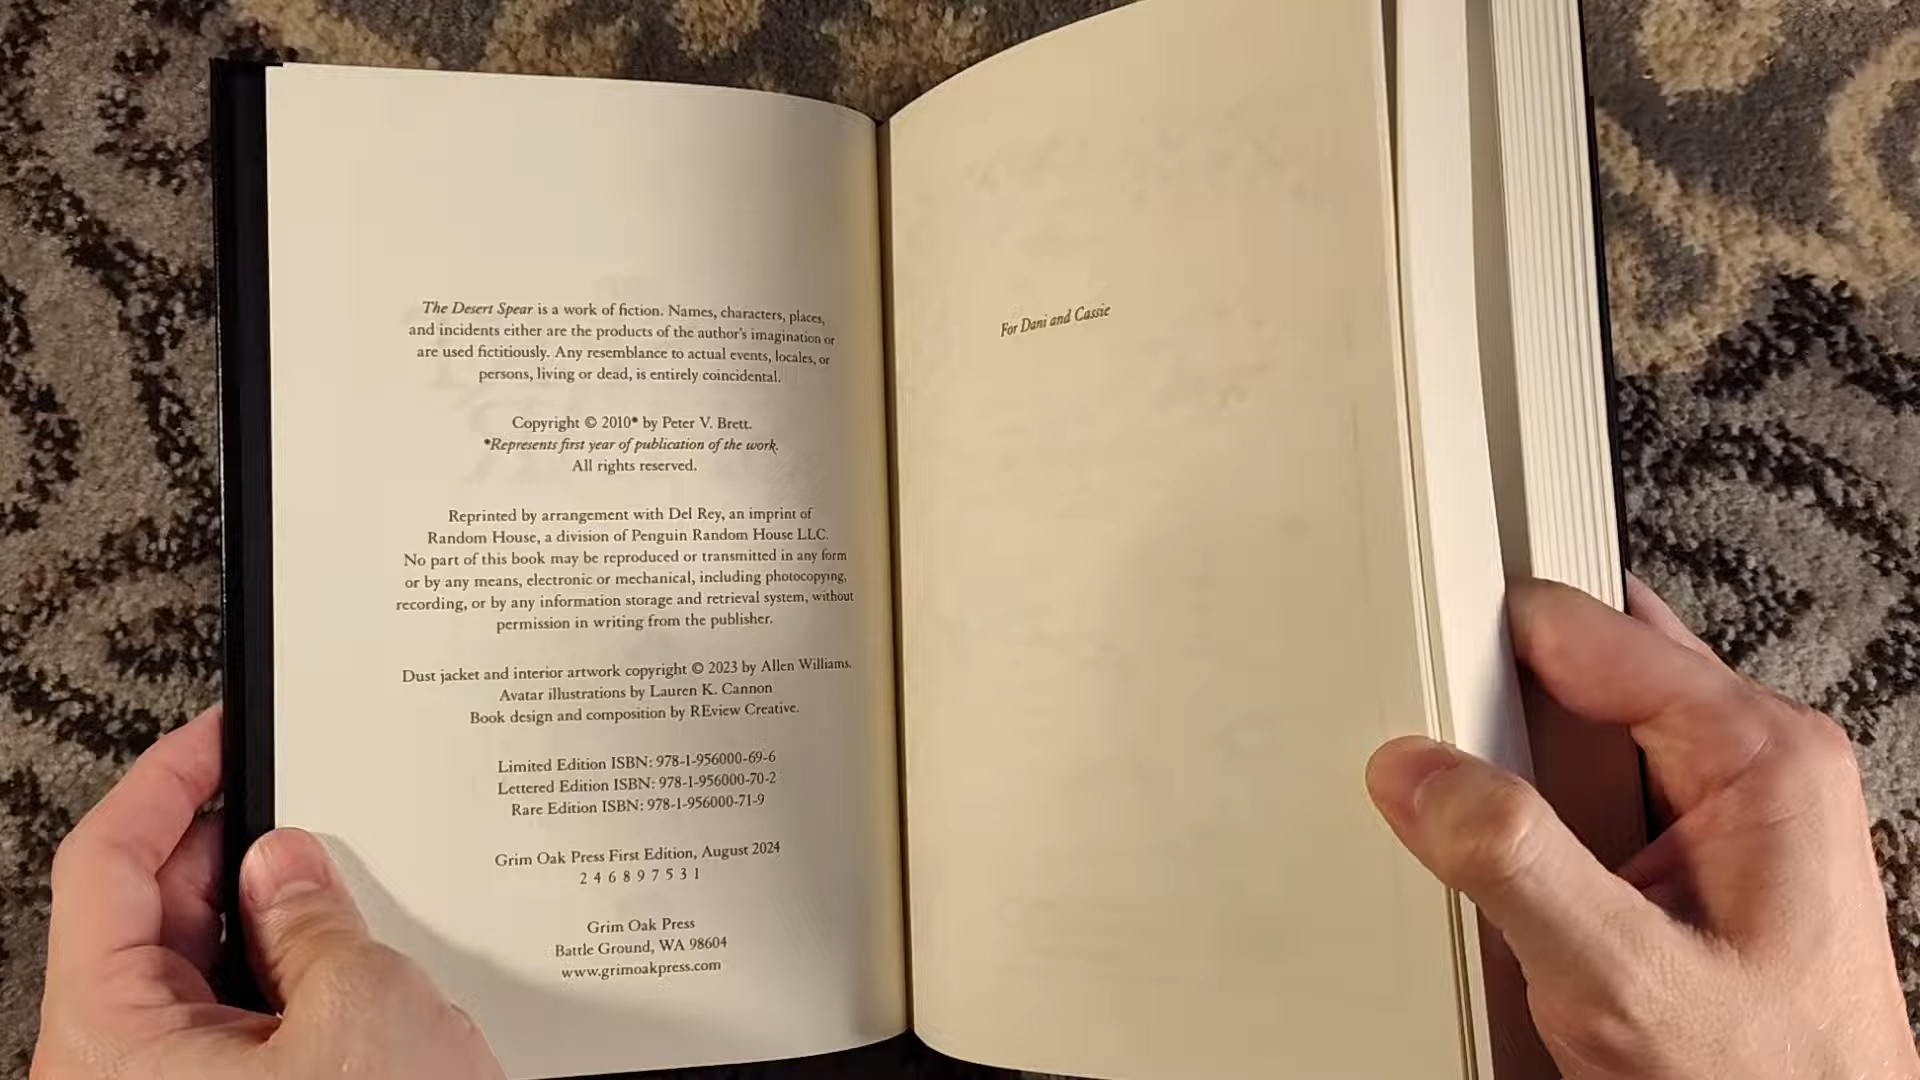 The Desert Spear is a work of fiction. Names, characters, places,
and incidents either are the products of the author's imagination or
are used fictitiously. Any resemblance to actual events, locales, or
persons, living or dead, is entirely coincidental.
Copyright © 2010* by Peter V. Brett.
*Represents first year of publication of the work.
All rights reserved.
Reprinted by arrangement with Del Rey, an imprint of
Random House, a division of Penguin Random House LLC.
No part of this book may be reproduced or transmitted in any form
or by any means, electronic or mechanical, including photocopying,
recording, or by any information storage and retrieval system, without
permission in writing from the publisher.
Dust jacket and interior artwork copyright © 2023 by Allen Williams.
Avatar illustrations by Lauren K. Cannon
Book design and composition by REview Creative.
Limited Edition ISBN: 978-1-956000-69-6
Lettered Edition ISBN: 978-1-956000-70-2
Rare Edition ISBN: 978-1-956000-71-9
Grim Oak Press First Edition, August 2024
2 4 6 8 9 7 5 3 1
Grim Oak Press
Battle Ground, WA 98604
www.grimoakpress.com
For Dani and Cassie